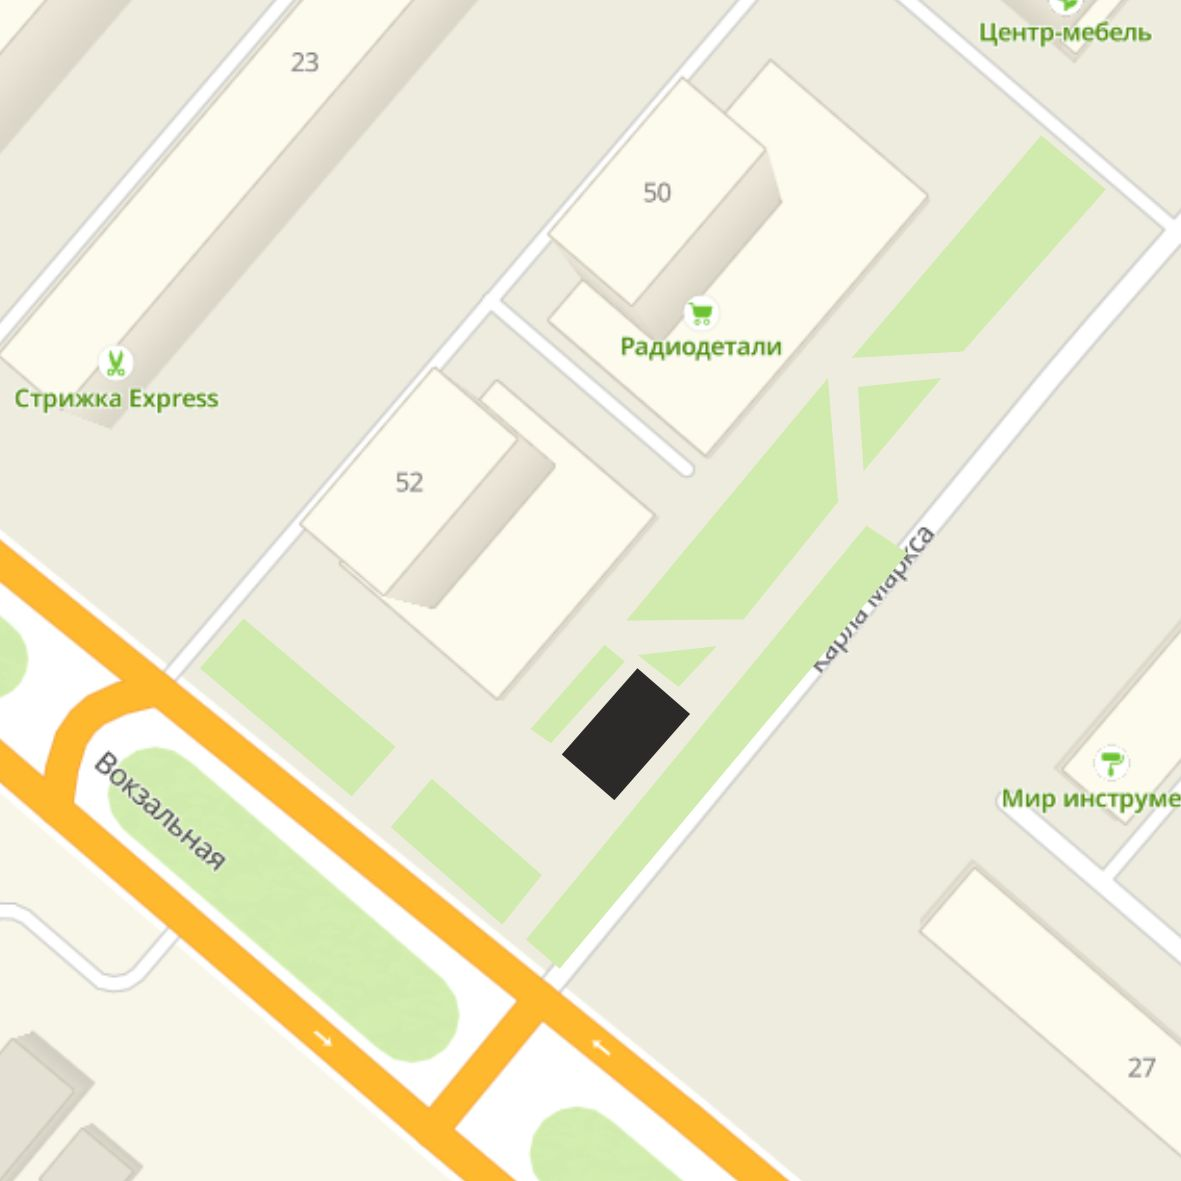 Центр-мебель
23
50
Радиодетали
Стрижка Express
52
Карла Маркса
Вокзальная
Мир инструме
27